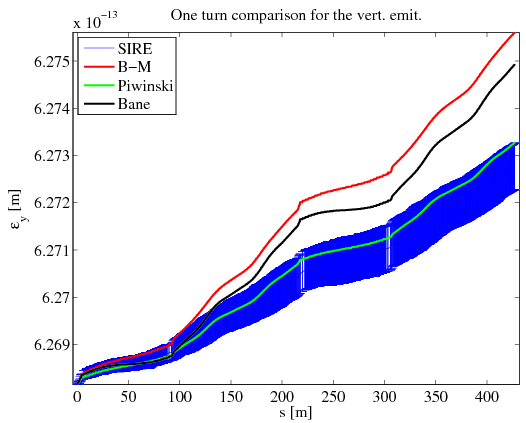 One turn comparison for the vert. emit.
x 10⁻¹³
SIRE
B−M
Piwinski
Bane
6.275
6.274
6.273
6.272
6.271
6.27
6.269
εy [m]
0 50 100 150 200 250 300 350 400
s [m]